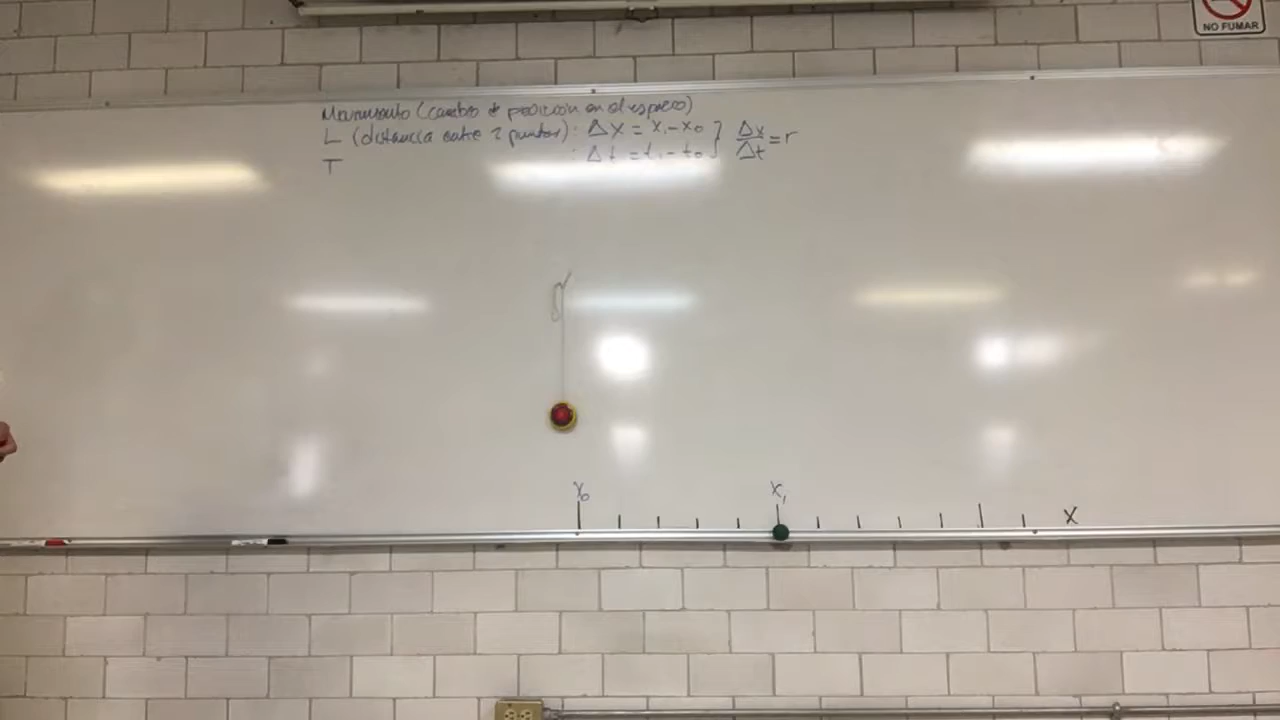 NO FUMAR
Movimiento (cambio de posición en el espacio)
L (distancia entre 2 puntos): Δx = x₁ - x₀ } Δx/Δt = r
T : Δt = t₁ - t₀
x₀ x₁ X